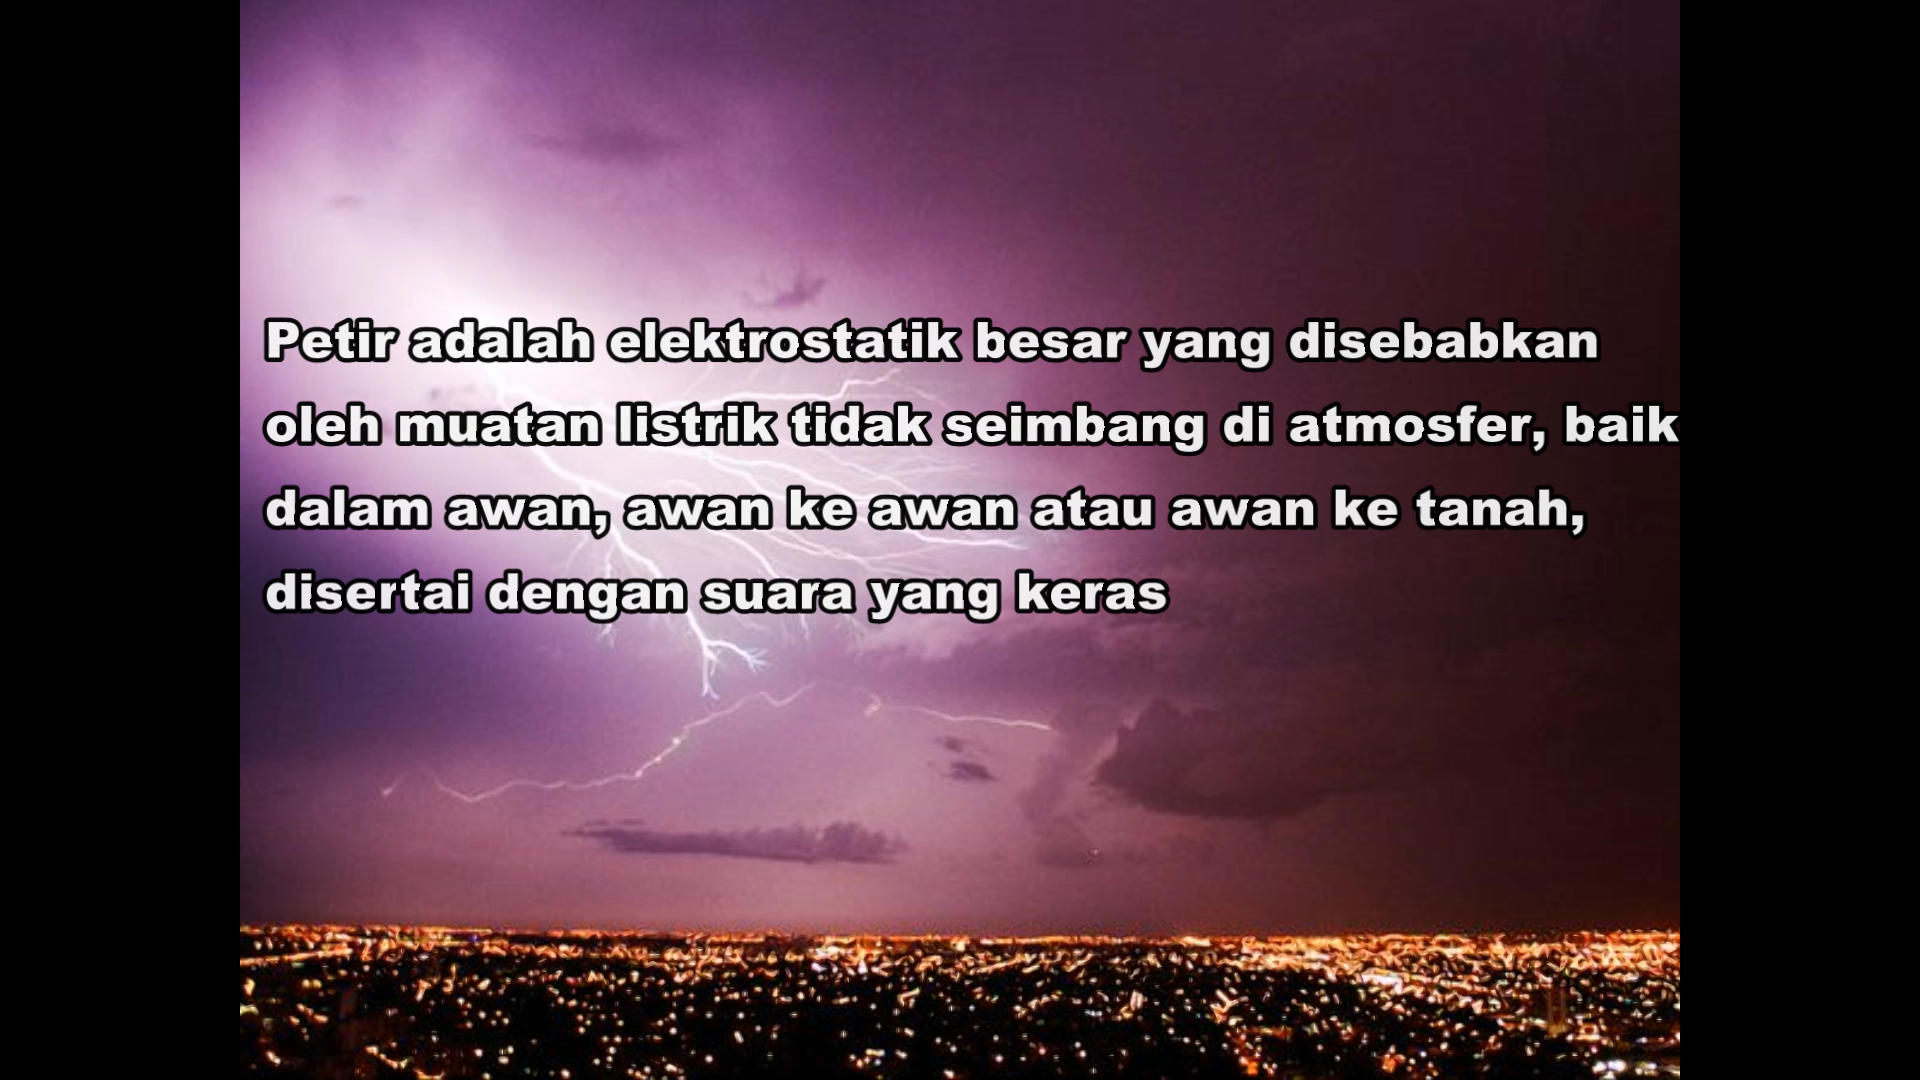 Petir adalah elektrostatik besar yang disebabkan
oleh muatan listrik tidak seimbang di atmosfer, baik
dalam awan, awan ke awan atau awan ke tanah,
disertai dengan suara yang keras